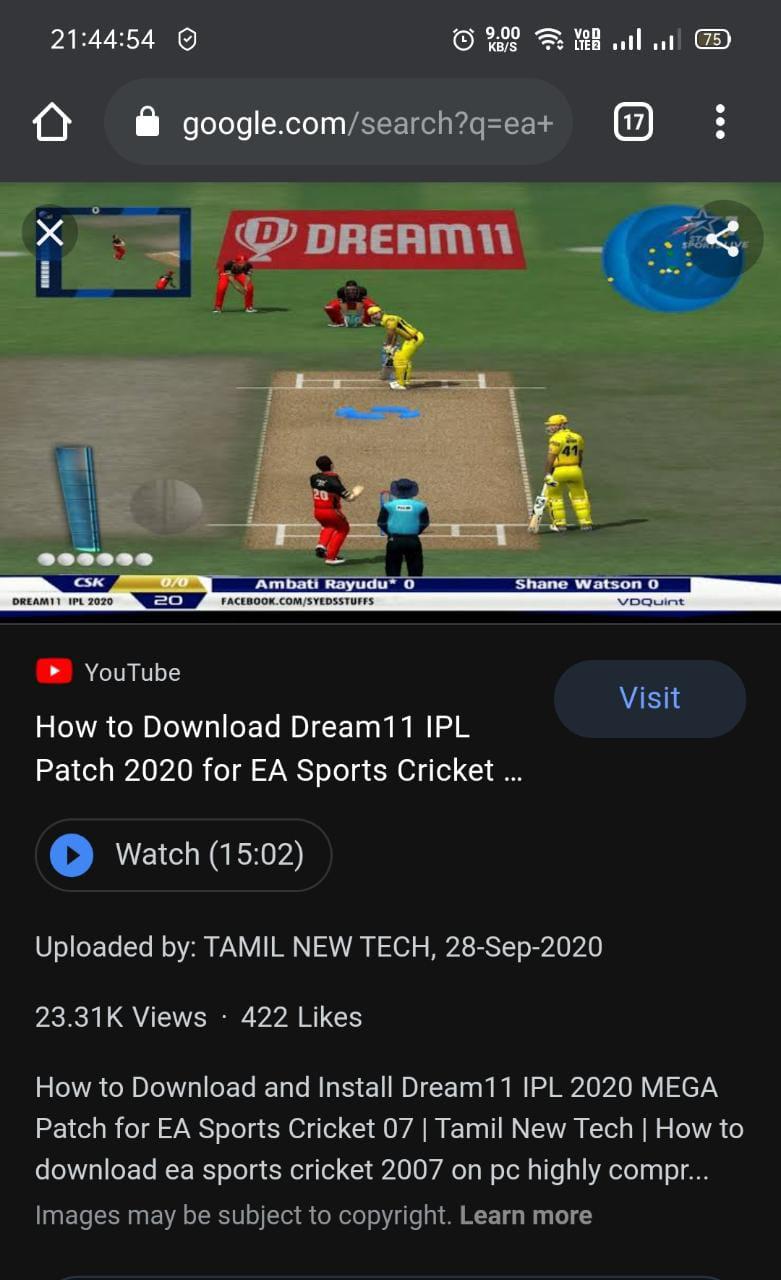 21:44:54
9.00
KB/S
Vo
LTE2
75
google.com/search?q=ea+
17
0
DREAM11
STAR
SPORTS LIVE
41
20
CSK
0/0
Ambati Rayudu* 0
Shane Watson 0
DREAM11 IPL 2020
20
FACEBOOK.COM/SYEDSSTUFFS
VDQuint
YouTube
Visit
How to Download Dream11 IPL
Patch 2020 for EA Sports Cricket ...
Watch (15:02)
Uploaded by: TAMIL NEW TECH, 28-Sep-2020
23.31K Views · 422 Likes
How to Download and Install Dream11 IPL 2020 MEGA
Patch for EA Sports Cricket 07 | Tamil New Tech | How to
download ea sports cricket 2007 on pc highly compr...
Images may be subject to copyright. Learn more